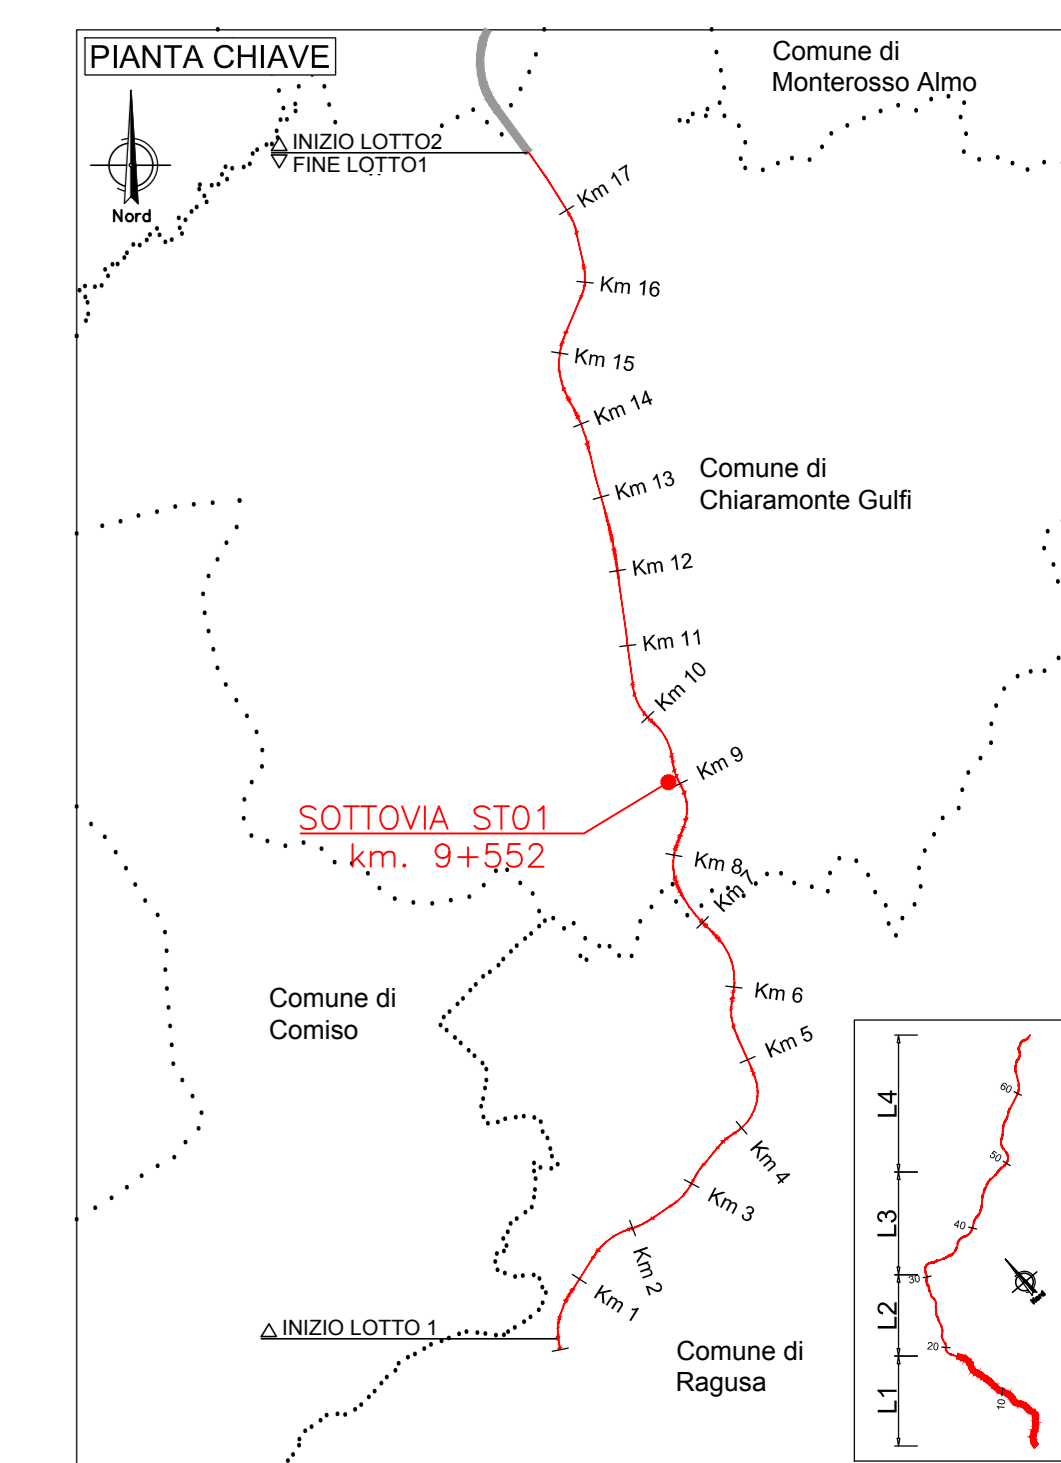 PIANTA CHIAVE
Comune di
Monterosso Almo
INIZIO LOTTO2
FINE LOTTO1
Nord
Km 17
Km 16
Km 15
Km 14
Comune di
Chiaramonte Gulfi
Km 13
Km 12
Km 11
Km 10
Km 9
SOTTOVIA ST01
km. 9+552
Km 8
Km 7
Comune di
Comiso
Km 6
Km 5
Km 4
Km 3
Km 2
Km 1
INIZIO LOTTO 1
Comune di
Ragusa
L4
60
50
L3
40
30
L2
20
L1
10